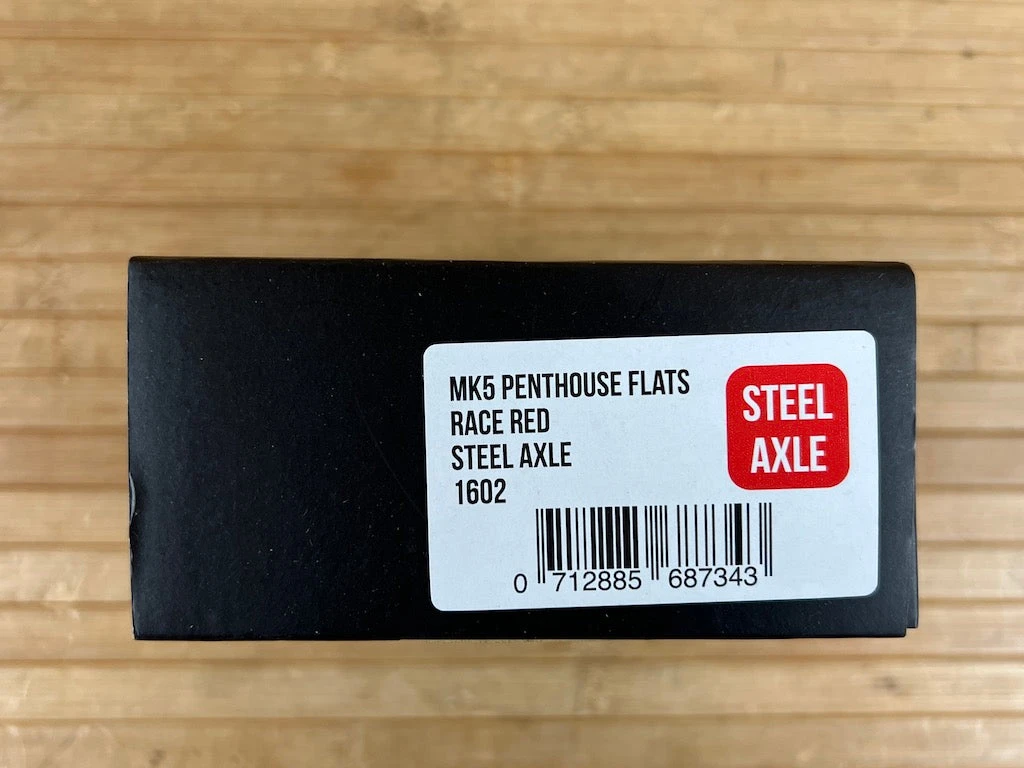 MK5 PENTHOUSE FLATS
RACE RED
STEEL AXLE
1602
STEEL
AXLE
0 712885 687343